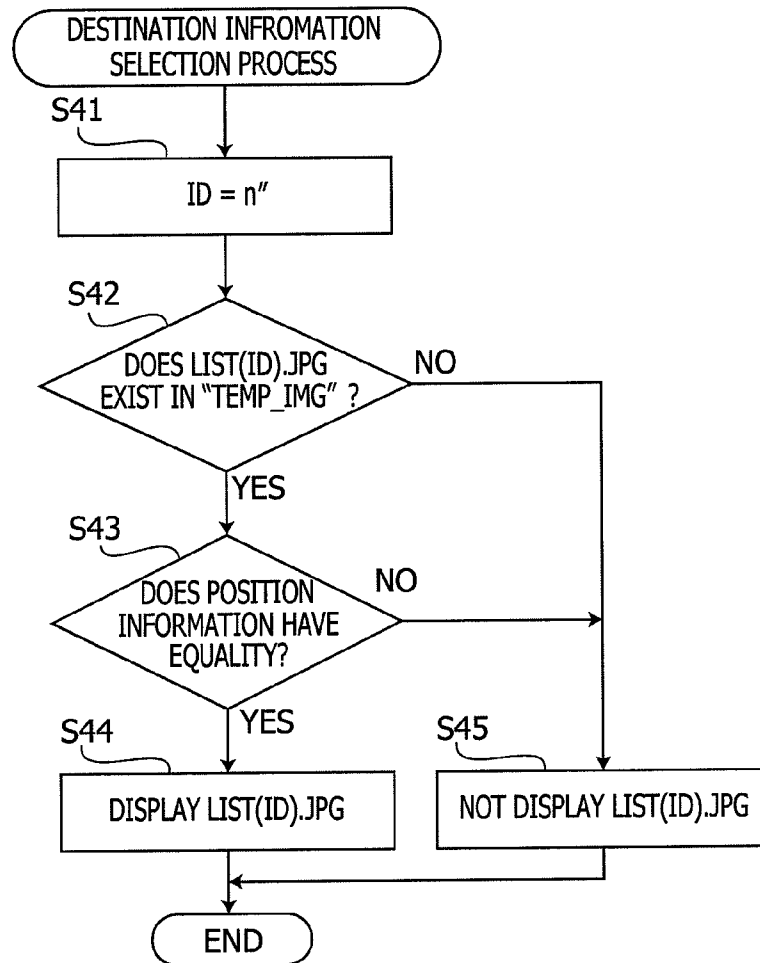 DESTINATION INFROMATION
SELECTION PROCESS
S41
ID = n″
S42
DOES LIST(ID).JPG
EXIST IN “TEMP_IMG” ?
NO
YES
S43
DOES POSITION
INFORMATION HAVE
EQUALITY?
NO
YES
S44
DISPLAY LIST(ID).JPG
S45
NOT DISPLAY LIST(ID).JPG
END